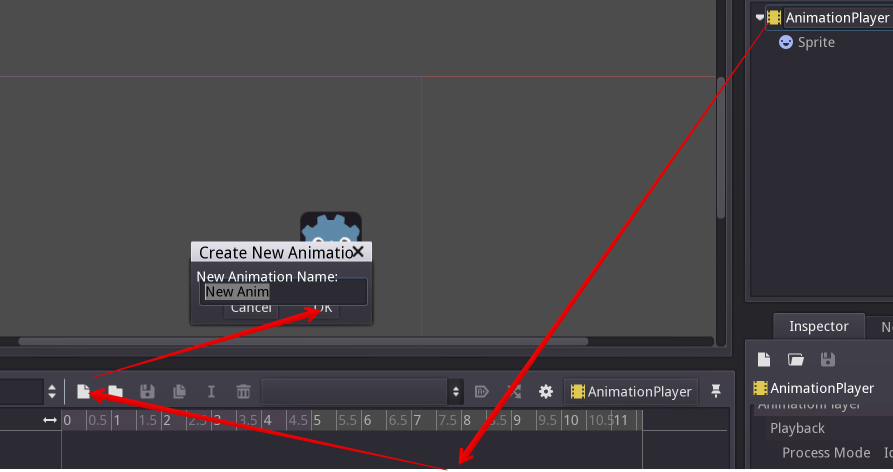 AnimationPlayer
Sprite
Create New Animatio
New Animation Name:
New Anim
Cancel
OK
Inspector
AnimationPlayer
AnimationPlayer
AnimationPlayer
Playback
Process Mode
0 0.5 1 1.5 2 2.5 3 3.5 4 4.5 5 5.5 6 6.5 7 7.5 8 8.5 9 9.5 10 10.5 11